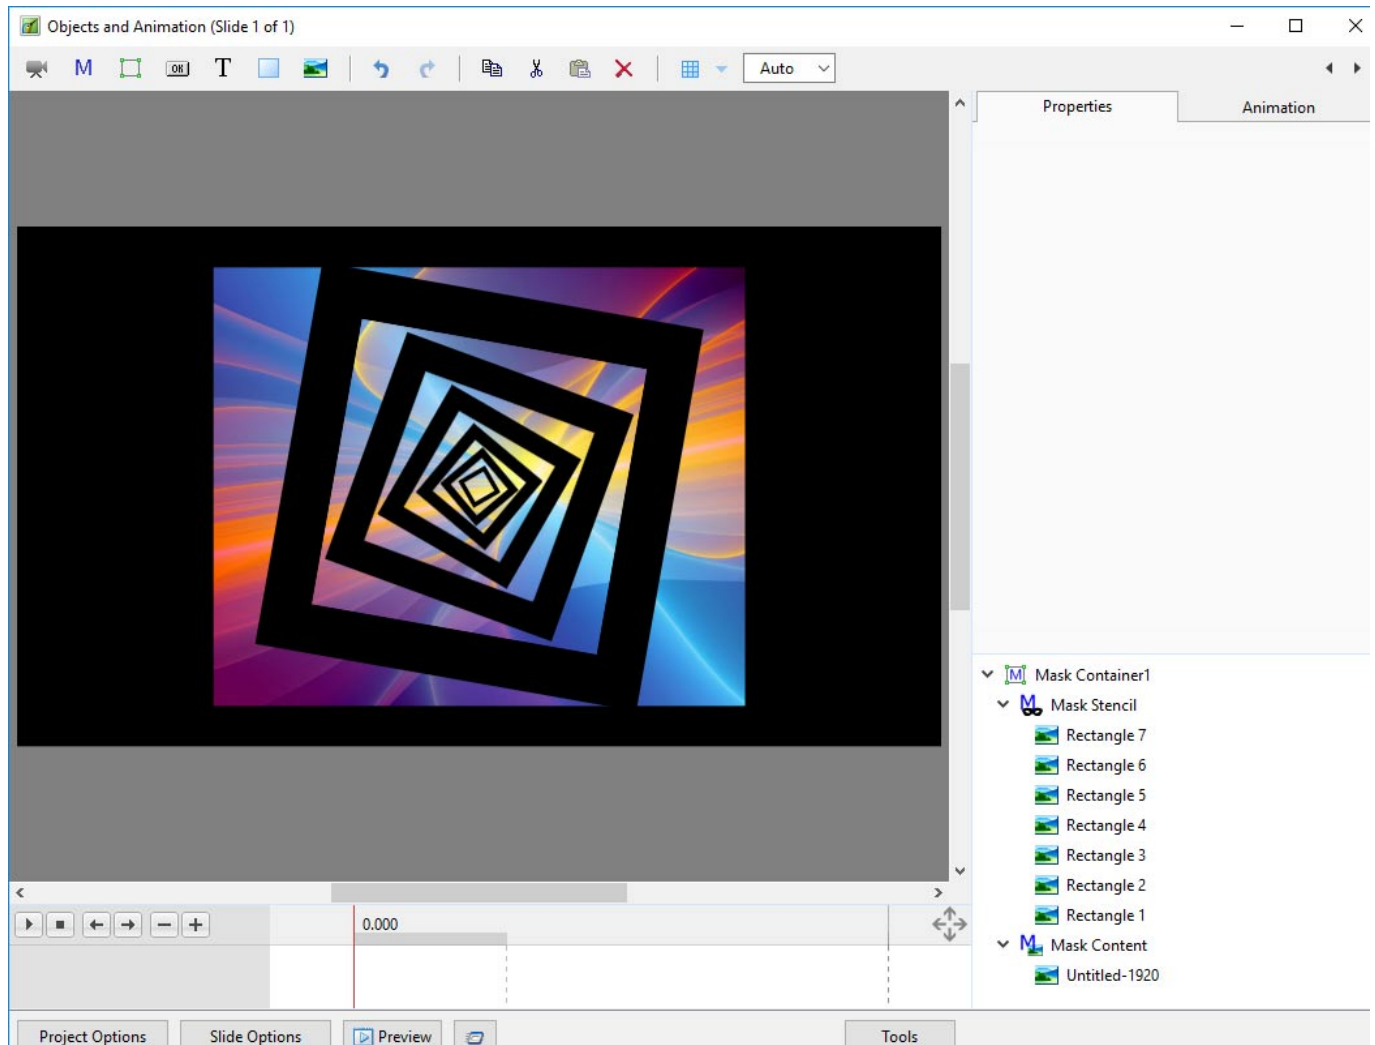 Objects and Animation (Slide 1 of 1)
M OK T Auto
Properties Animation
Mask Container1
Mask Stencil
Rectangle 7
Rectangle 6
Rectangle 5
Rectangle 4
Rectangle 3
Rectangle 2
Rectangle 1
Mask Content
Untitled-1920
0.000
Project Options Slide Options Preview Tools